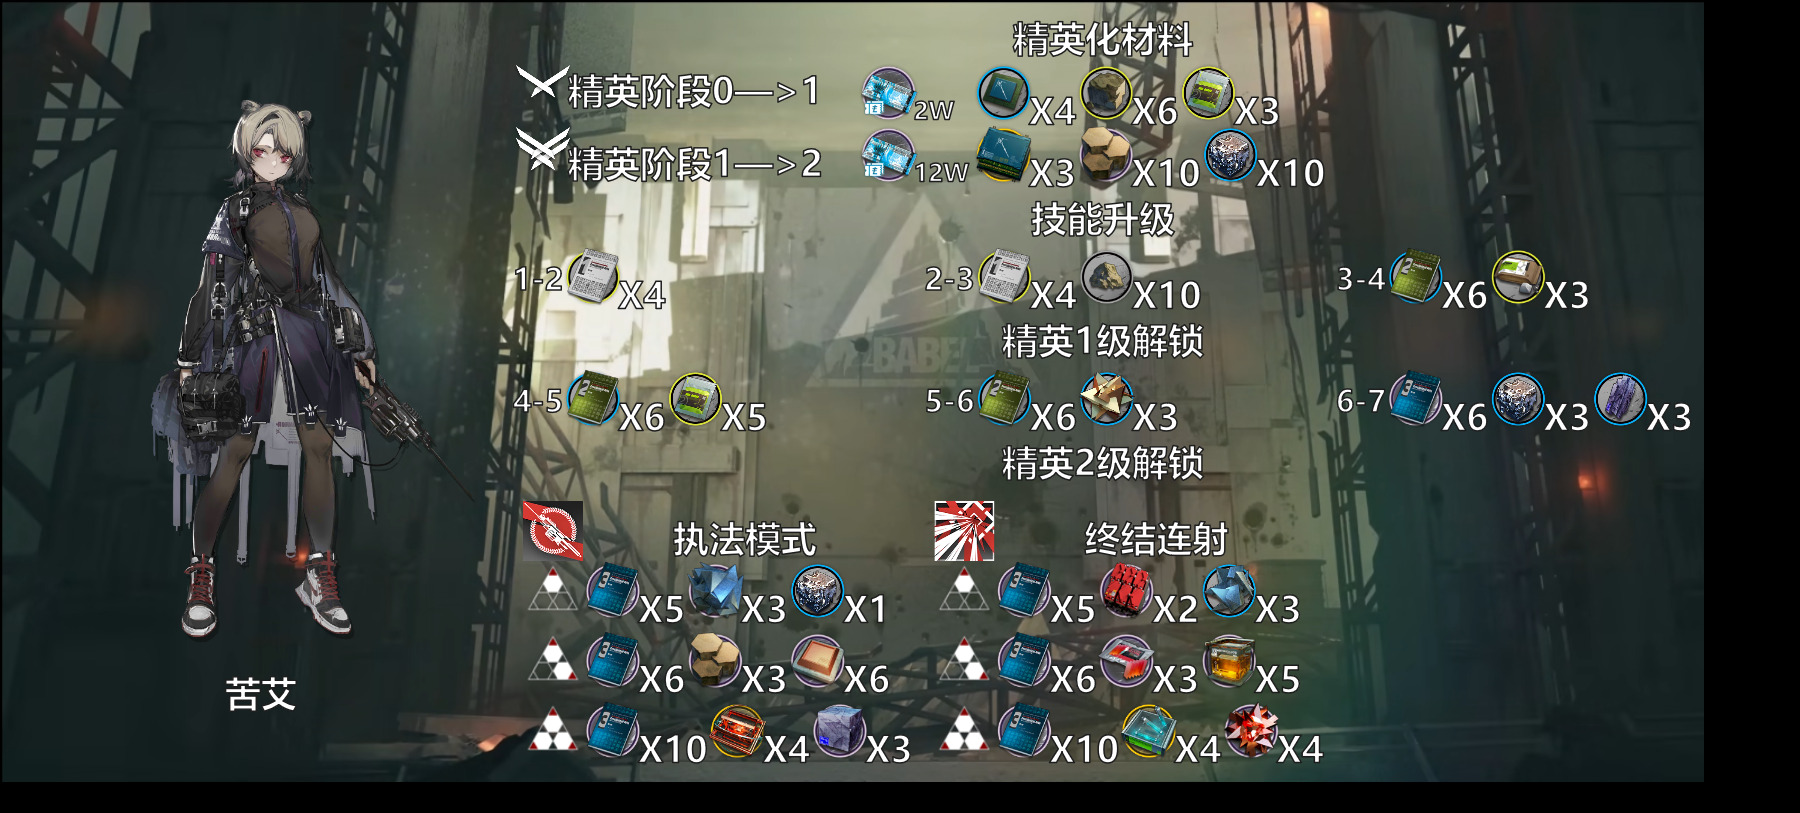 精英化材料
精英阶段0—>1 2W X4 X6 X3
精英阶段1—>2 12W X3 X10 X10
技能升级
1-2 X4 2-3 X4 X10 3-4 X6 X3
BABEL
精英1级解锁
4-5 X6 X5 5-6 X6 X3 6-7 X6 X3 X3
精英2级解锁
执法模式 终结连射
X5 X3 X1 X5 X2 X3
X6 X3 X6 X6 X3 X5
苦艾
X10 X4 X3 X10 X4 X4